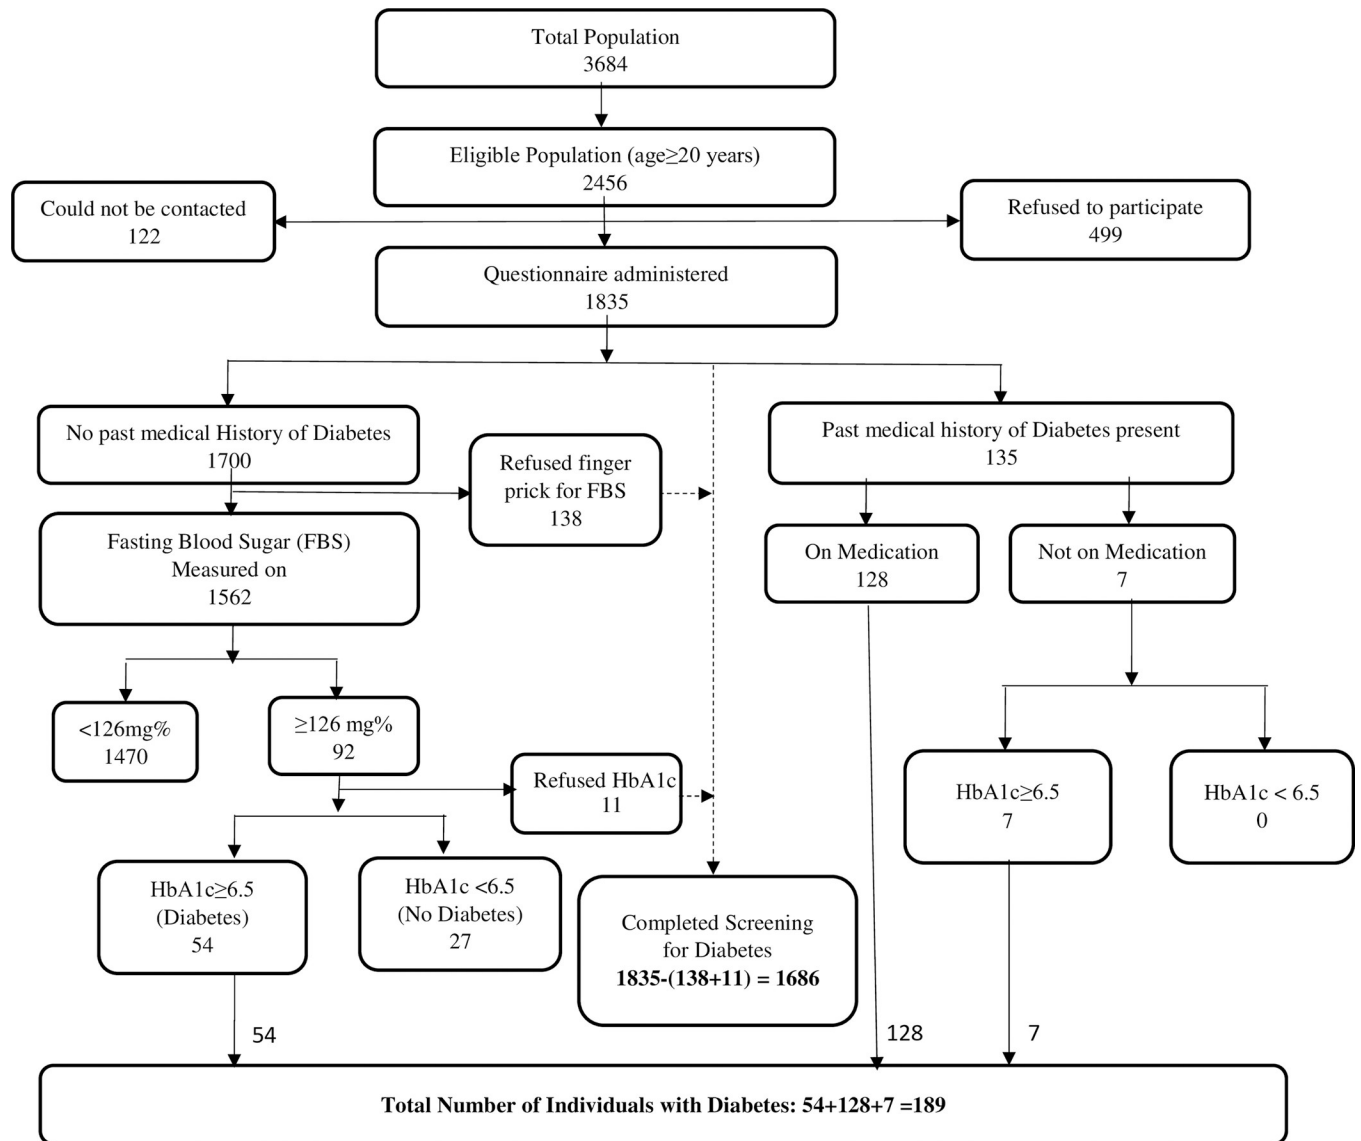 Total Population
3684
Eligible Population (age≥20 years)
2456
Could not be contacted
122
Refused to participate
499
Questionnaire administered
1835
No past medical History of Diabetes
1700
Refused finger
prick for FBS
138
Past medical history of Diabetes present
135
Fasting Blood Sugar (FBS)
Measured on
1562
On Medication
128
Not on Medication
7
<126mg%
1470
≥126 mg%
92
Refused HbA1c
11
HbA1c≥6.5
7
HbA1c < 6.5
0
HbA1c≥6.5
(Diabetes)
54
HbA1c <6.5
(No Diabetes)
27
Completed Screening
for Diabetes
1835-(138+11) = 1686
54
128
7
Total Number of Individuals with Diabetes: 54+128+7 =189